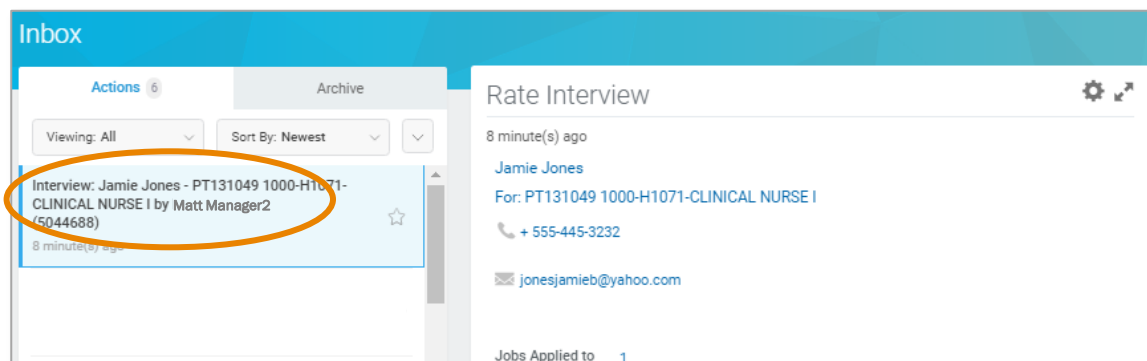 Inbox
Actions 6
Archive
Viewing: All
Sort By: Newest
Interview: Jamie Jones - PT131049 1000-H1071-
CLINICAL NURSE I by Matt Manager2
(5044688)
8 minute(s) ago
Rate Interview
8 minute(s) ago
Jamie Jones
For: PT131049 1000-H1071-CLINICAL NURSE I
+ 555-445-3232
jonesjamieb@yahoo.com
Jobs Applied to 1